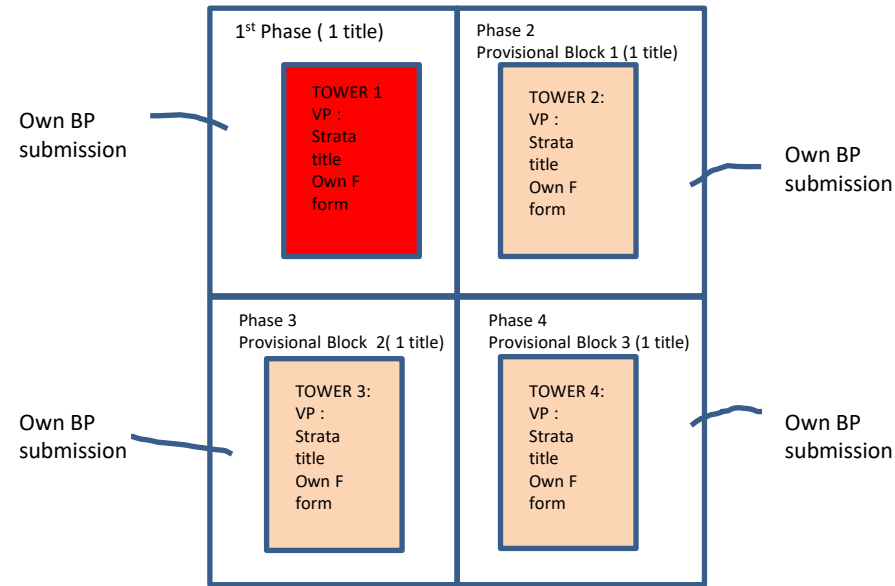 1st Phase ( 1 title)
TOWER 1
VP :
Strata
title
Own F
form
Own BP
submission
Phase 2
Provisional Block 1 (1 title)
TOWER 2:
VP :
Strata
title
Own F
form
Own BP
submission
Phase 3
Provisional Block  2( 1 title)
TOWER 3:
VP :
Strata
title
Own F
form
Own BP
submission
Phase 4
Provisional Block 3 (1 title)
TOWER 4:
VP :
Strata
title
Own F
form
Own BP
submission